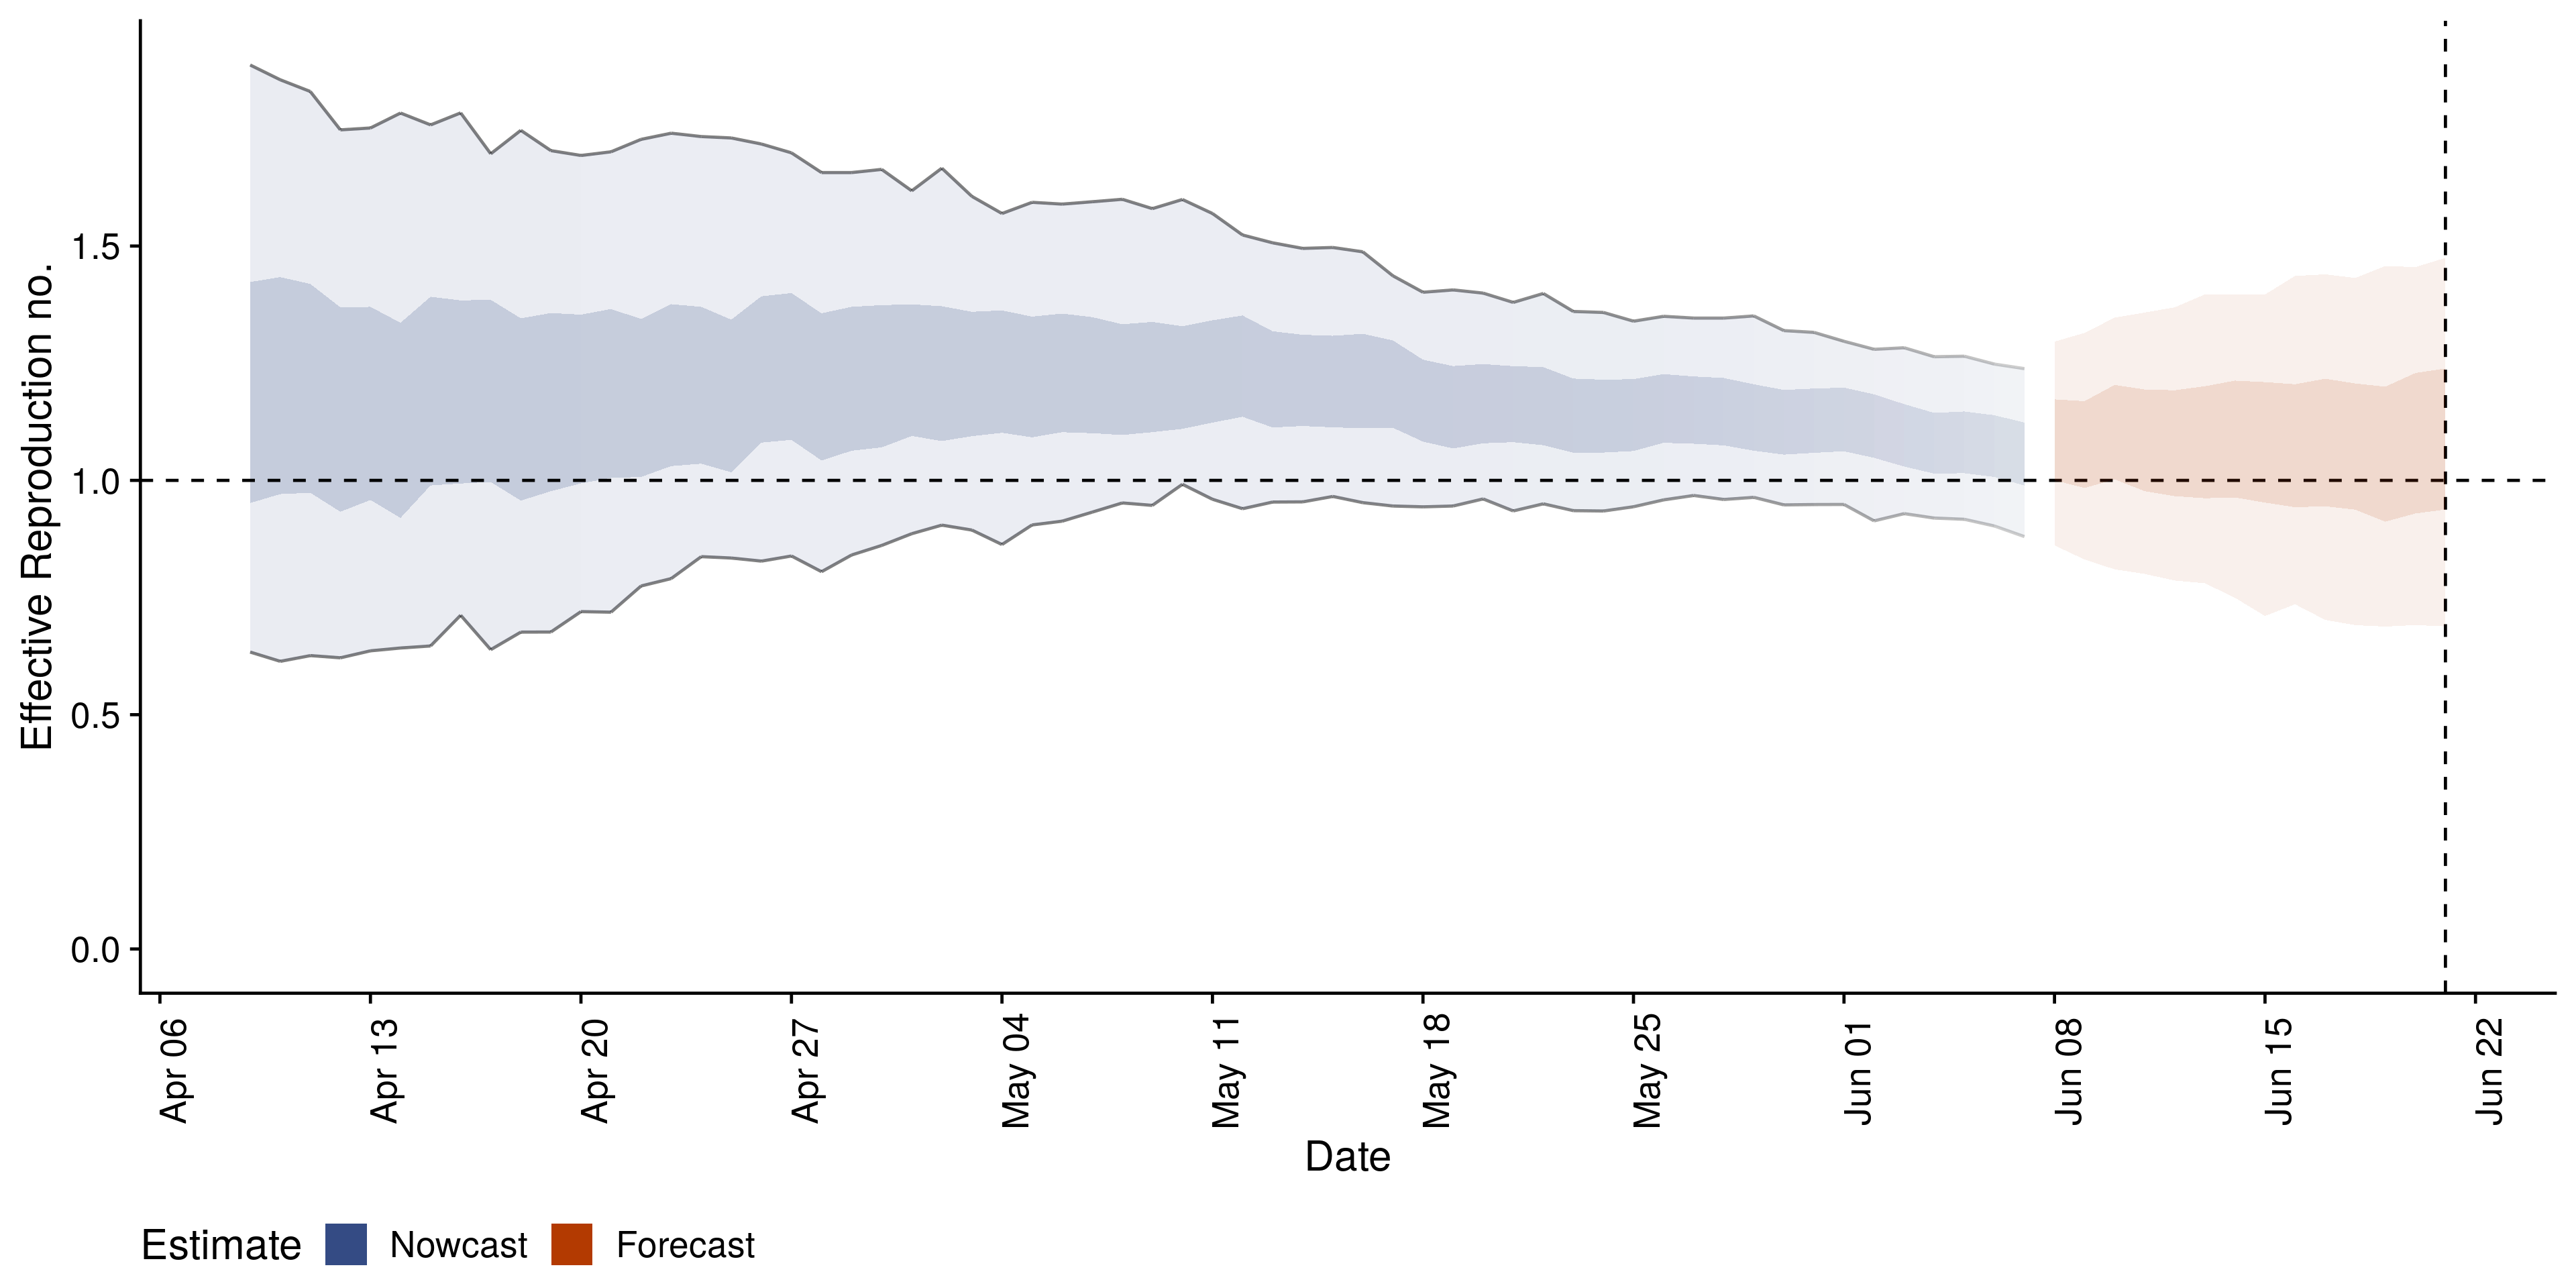 Effective Reproduction no.
1.5
1.0
0.5
0.0
Apr 06
Apr 13
Apr 20
Apr 27
May 04
May 11
May 18
May 25
Jun 01
Jun 08
Jun 15
Jun 22
Date
Estimate Nowcast Forecast